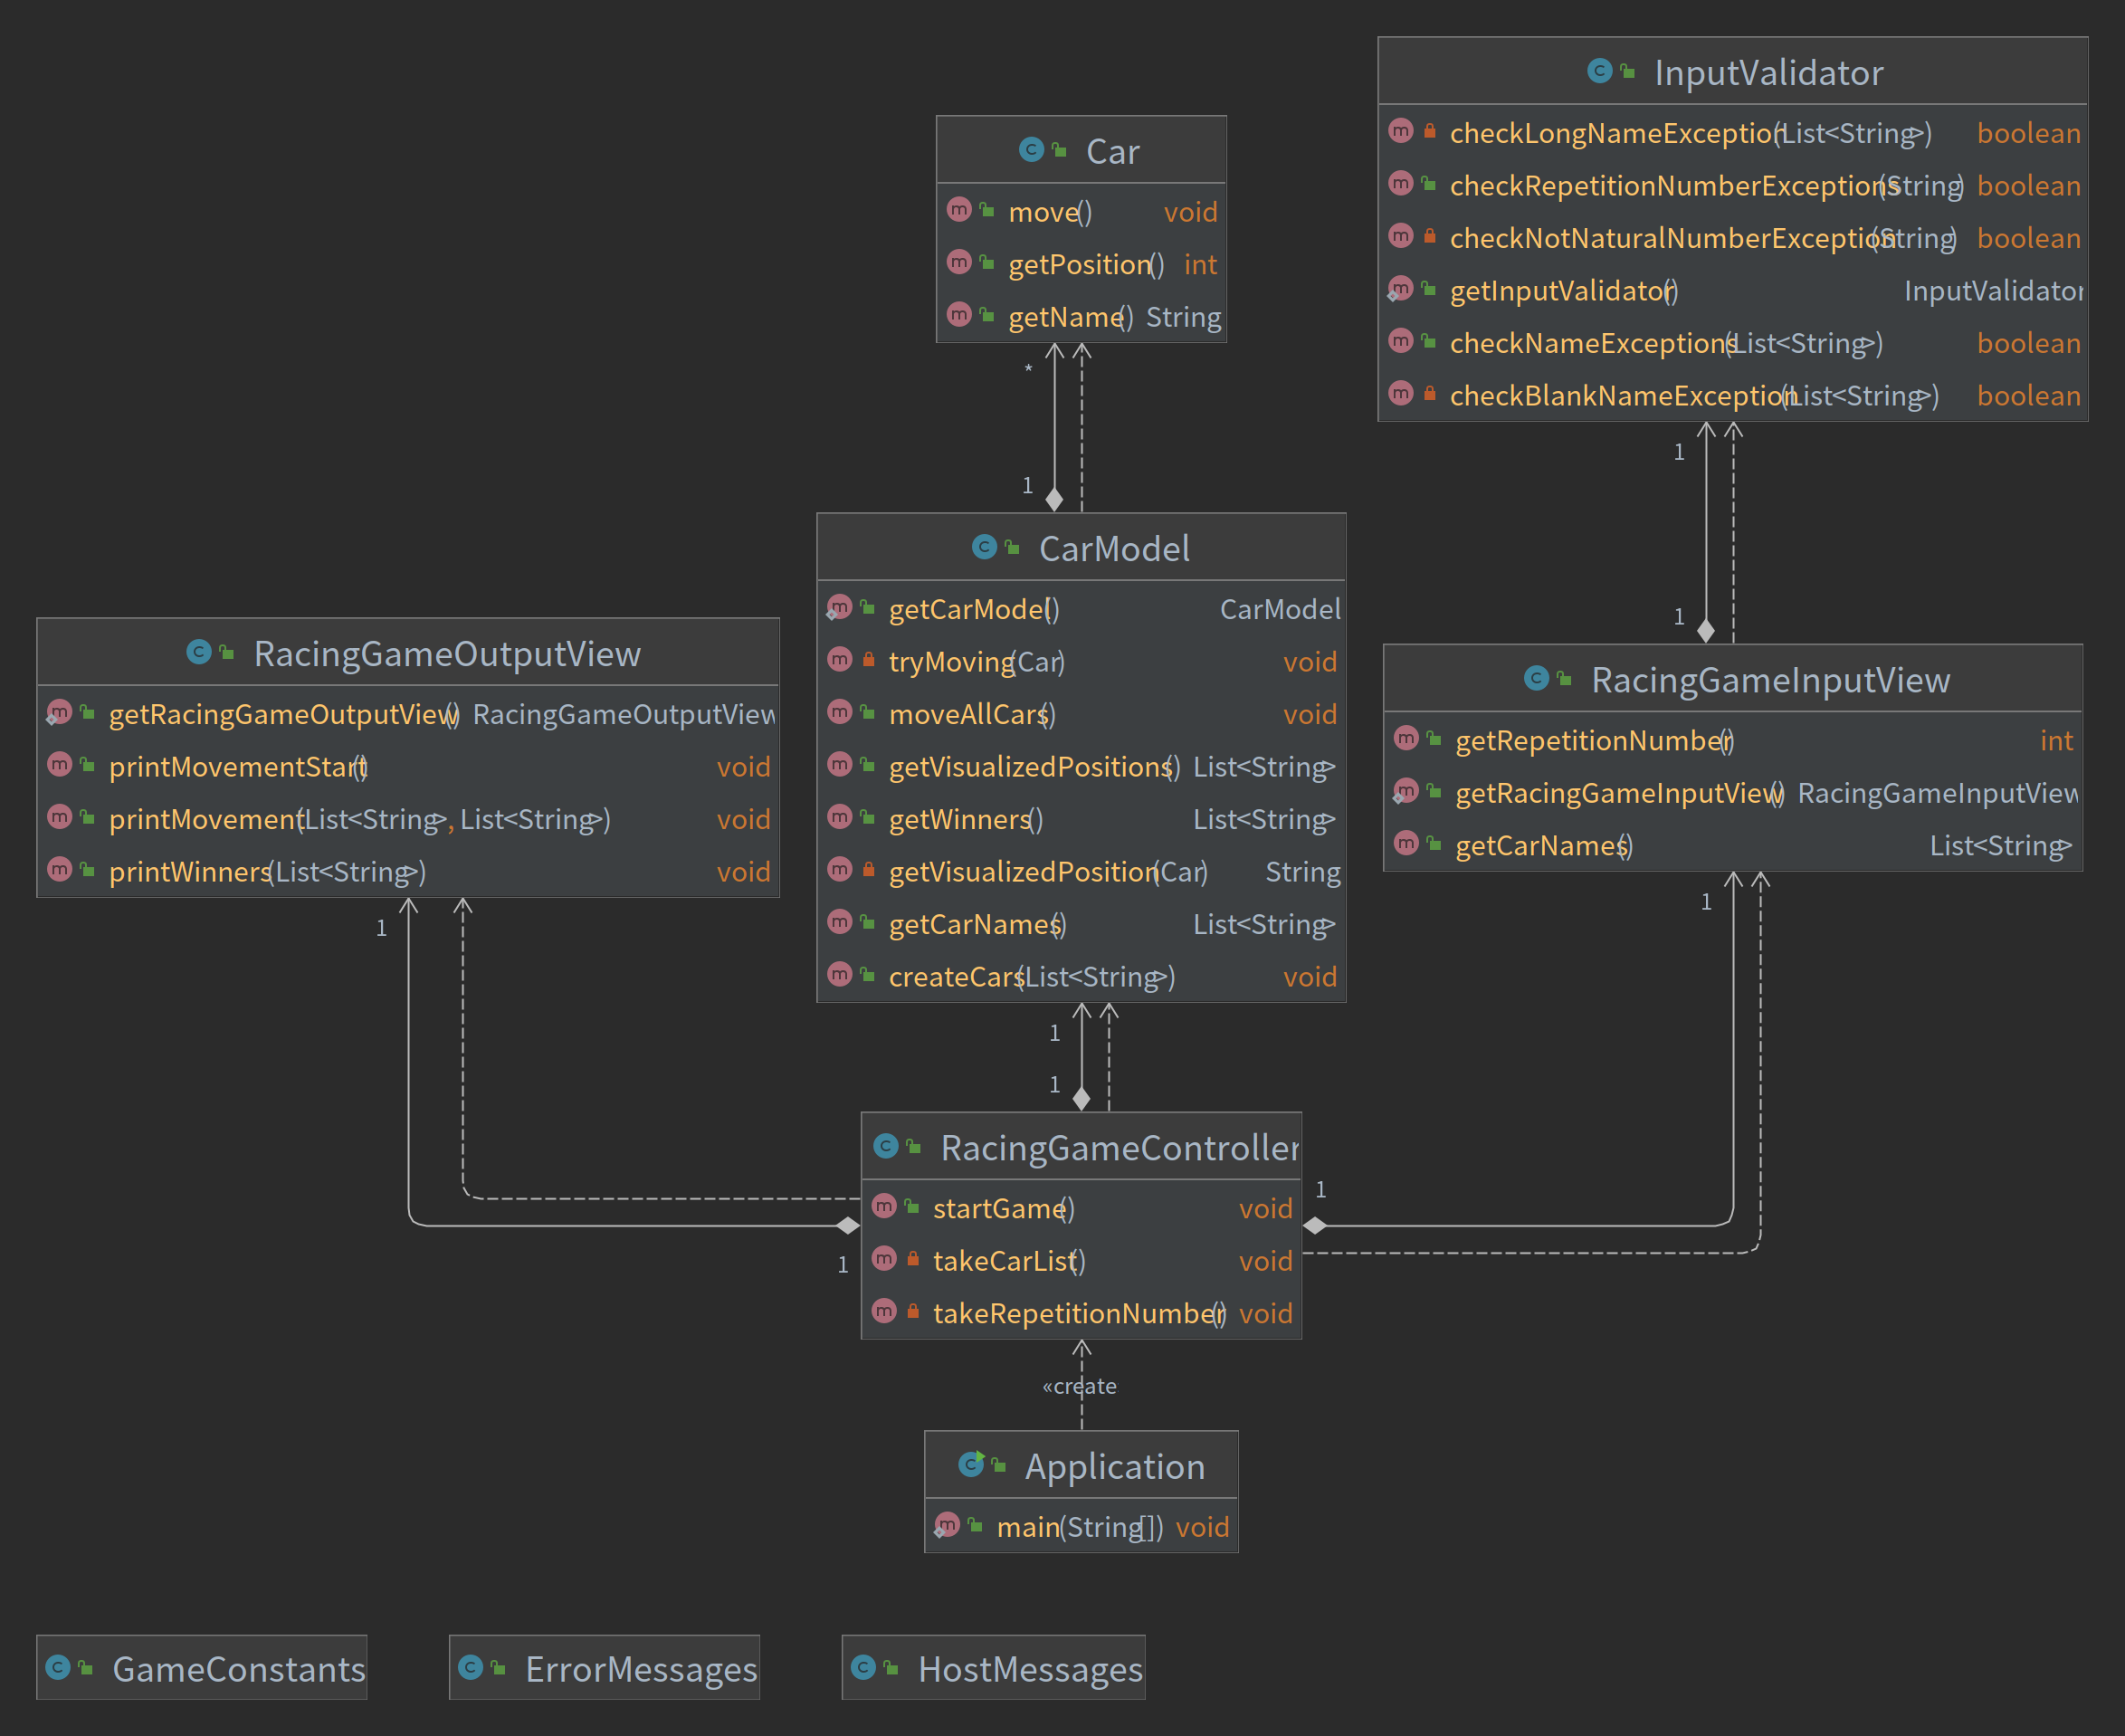 InputValidator
checkLongNameException(List<String>) boolean
checkRepetitionNumberExceptions(String) boolean
checkNotNaturalNumberException(String) boolean
getInputValidator() InputValidator
checkNameExceptions(List<String>) boolean
checkBlankNameException(List<String>) boolean
Car
move() void
getPosition() int
getName() String
*
1
1
1
CarModel
getCarModel() CarModel
tryMoving(Car) void
moveAllCars() void
getVisualizedPositions() List<String>
getWinners() List<String>
getVisualizedPosition(Car) String
getCarNames() List<String>
createCars(List<String>) void
RacingGameOutputView
getRacingGameOutputView() RacingGameOutputView
printMovementStart() void
printMovement(List<String>, List<String>) void
printWinners(List<String>) void
RacingGameInputView
getRepetitionNumber() int
getRacingGameInputView() RacingGameInputView
getCarNames() List<String>
1
1
1
1
RacingGameController
startGame() void
takeCarList() void
takeRepetitionNumber() void
1
1
«create
Application
main(String[]) void
GameConstants
ErrorMessages
HostMessages